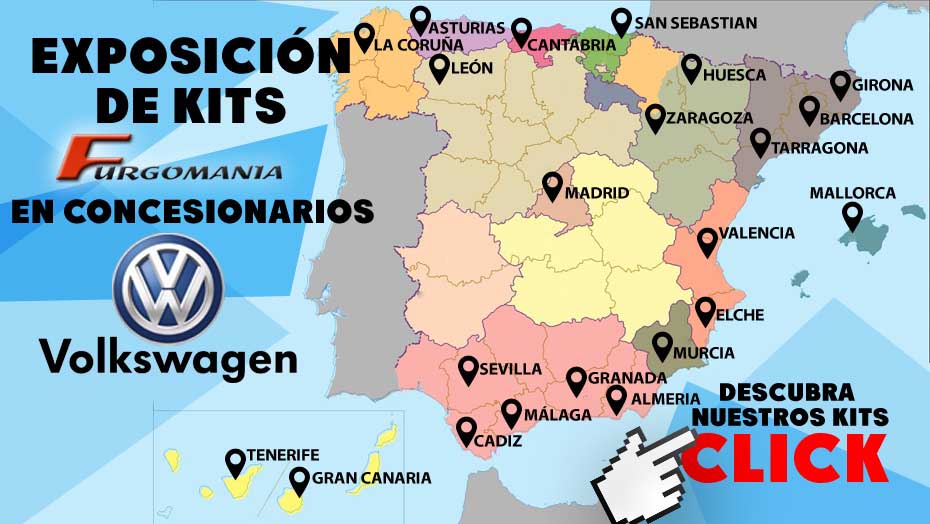 EXPOSICIÓN
DE KITS
FURGOMANIA
EN CONCESIONARIOS
VW
Volkswagen
ASTURIAS
LA CORUÑA
LEÓN
CANTABRIA
SAN SEBASTIAN
HUESCA
GIRONA
ZARAGOZA
BARCELONA
TARRAGONA
MADRID
MALLORCA
VALENCIA
ELCHE
MURCIA
SEVILLA
GRANADA
ALMERIA
MÁLAGA
CADIZ
TENERIFE
GRAN CANARIA
DESCUBRA
NUESTROS KITS
CLICK